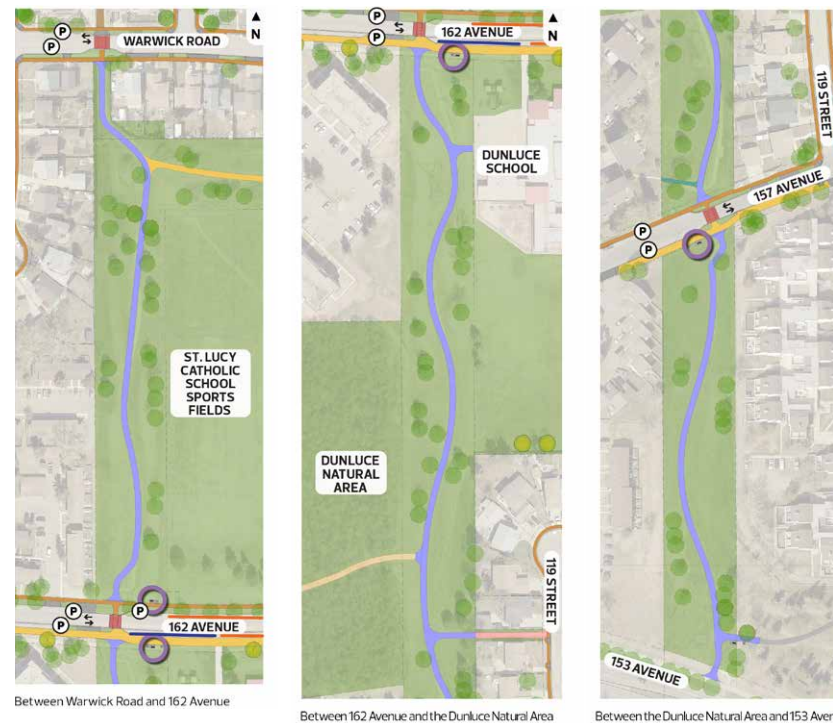 P
P
WARWICK ROAD
ST. LUCY
CATHOLIC
SCHOOL
SPORTS
FIELDS
P
P
P
162 AVENUE
Between Warwick Road and 162 Avenue
P
P
162 AVENUE
N
DUNLUCE
SCHOOL
DUNLUCE
NATURAL
AREA
119 STREET
Between 162 Avenue and the Dunluce Natural Area
N
119 STREET
157 AVENUE
P
P
153 AVENUE
Between the Dunluce Natural Area and 153 Aven
N